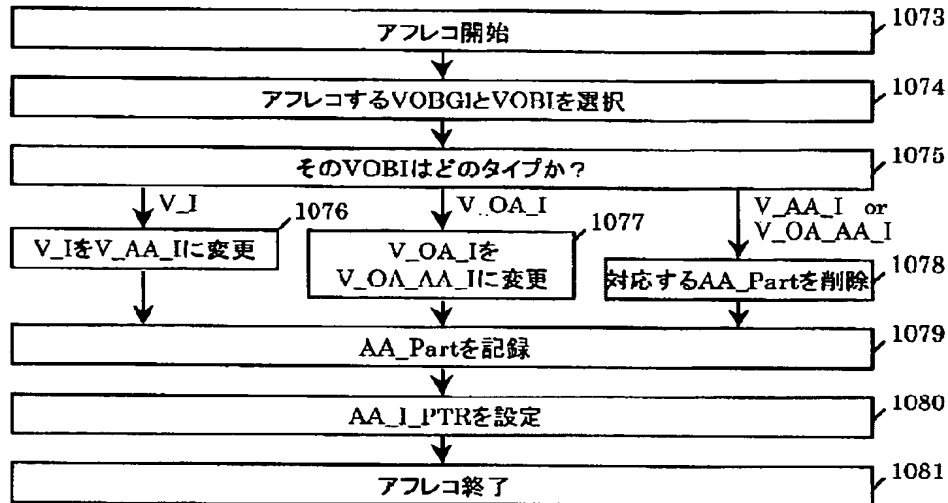 アフレコ開始
1073
アフレコするVOBGIとVOBIを選択
1074
そのVOBIはどのタイプか？
1075
V_I
V_OA_I
V_AA_I or
V_OA_AA_I
1076
V_IをV_AA_Iに変更
1077
V_OA_Iを
V_OA_AA_Iに変更
1078
対応するAA_Partを削除
AA_Partを記録
1079
AA_I_PTRを設定
1080
アフレコ終了
1081